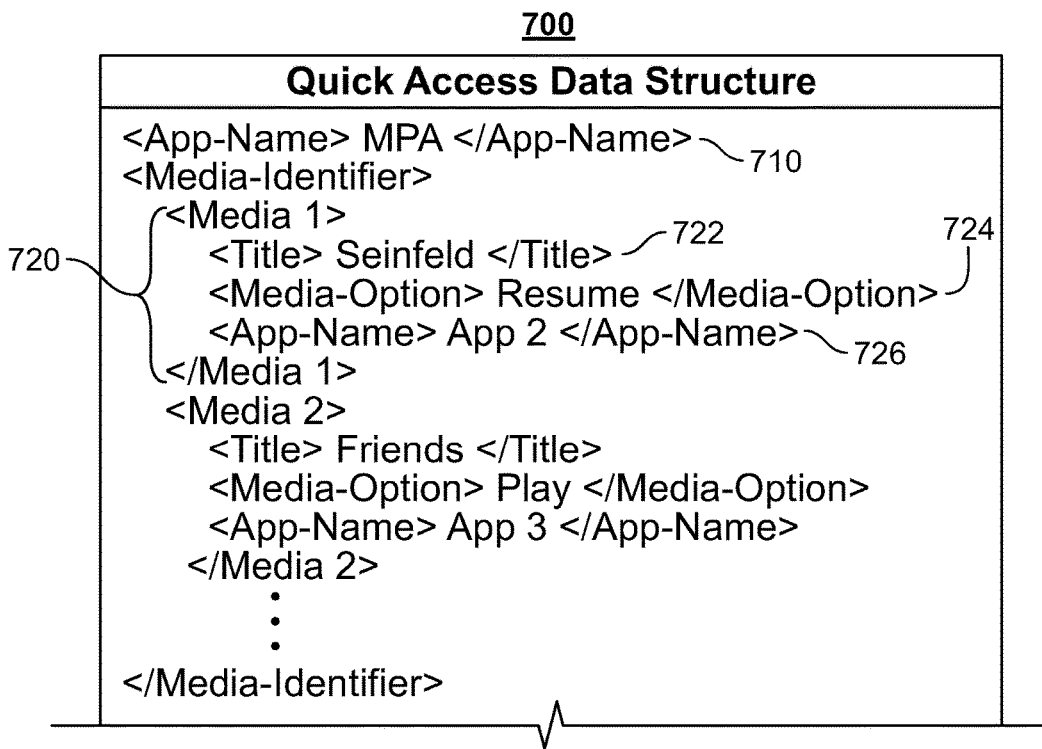 700
Quick Access Data Structure
<App-Name> MPA </App-Name> 710
<Media-Identifier>
<Media 1>
720 <Title> Seinfeld </Title> 722 724
<Media-Option> Resume </Media-Option>
<App-Name> App 2 </App-Name> 726
</Media 1>
<Media 2>
<Title> Friends </Title>
<Media-Option> Play </Media-Option>
<App-Name> App 3 </App-Name>
</Media 2>
</Media-Identifier>